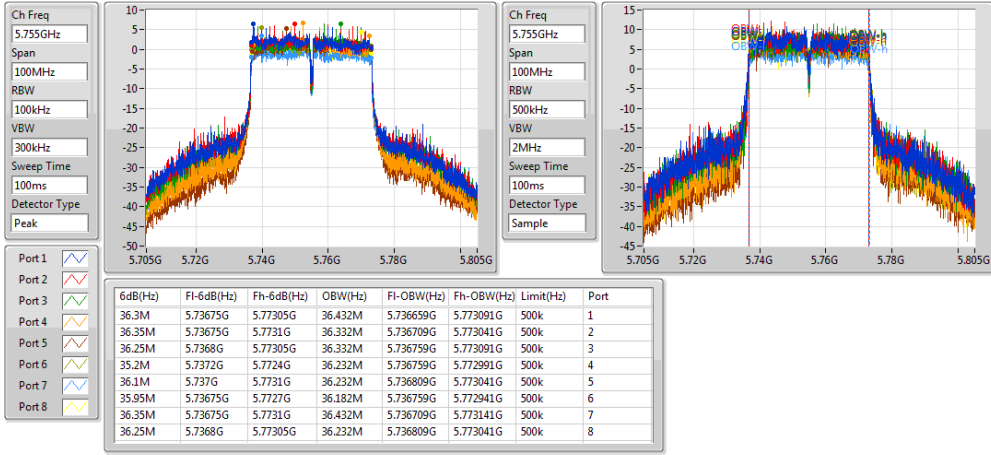 Ch Freq
5.755GHz
Span
100MHz
RBW
100kHz
VBW
300kHz
Sweep Time
100ms
Detector Type
Peak
10
5
0
-5
-10
-15
-20
-25
-30
-35
-40
-45
-50
5.705G 5.72G 5.74G 5.76G 5.78G 5.805G
Ch Freq
5.755GHz
Span
100MHz
RBW
500kHz
VBW
2MHz
Sweep Time
100ms
Detector Type
Sample
15
10
5
0
-5
-10
-15
-20
-25
-30
-35
-40
-45
OBW-h
OBW-h
5.705G 5.72G 5.74G 5.76G 5.78G 5.805G
Port 1
Port 2
Port 3
Port 4
Port 5
Port 6
Port 7
Port 8
6dB(Hz) Fl-6dB(Hz) Fh-6dB(Hz) OBW(Hz) Fl-OBW(Hz) Fh-OBW(Hz) Limit(Hz) Port
36.3M 5.73675G 5.77305G 36.432M 5.736659G 5.773091G 500k 1
36.35M 5.73675G 5.7731G 36.332M 5.736709G 5.773041G 500k 2
36.25M 5.7368G 5.77305G 36.332M 5.736759G 5.773091G 500k 3
35.2M 5.7372G 5.7724G 36.232M 5.736759G 5.772991G 500k 4
36.1M 5.737G 5.7731G 36.232M 5.736809G 5.773041G 500k 5
35.95M 5.73675G 5.7727G 36.182M 5.736759G 5.772941G 500k 6
36.35M 5.73675G 5.7731G 36.432M 5.736709G 5.773141G 500k 7
36.25M 5.7368G 5.77305G 36.232M 5.736809G 5.773041G 500k 8